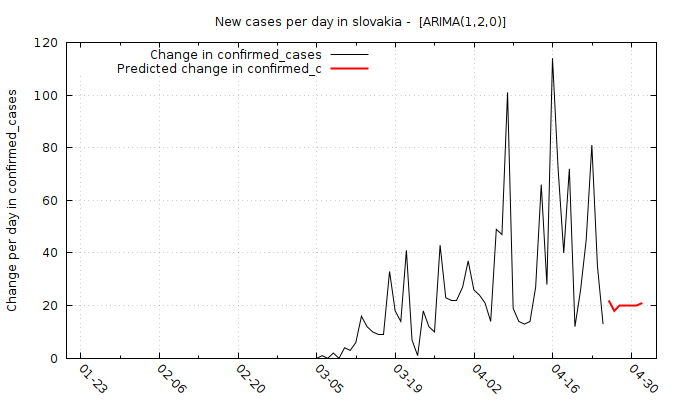 New cases per day in slovakia -  [ARIMA(1,2,0)]
Change in confirmed_cases
Predicted change in confirmed_c
Change per day in confirmed_cases
120
100
80
60
40
20
0
01-23 02-06 02-20 03-05 03-19 04-02 04-16 04-30